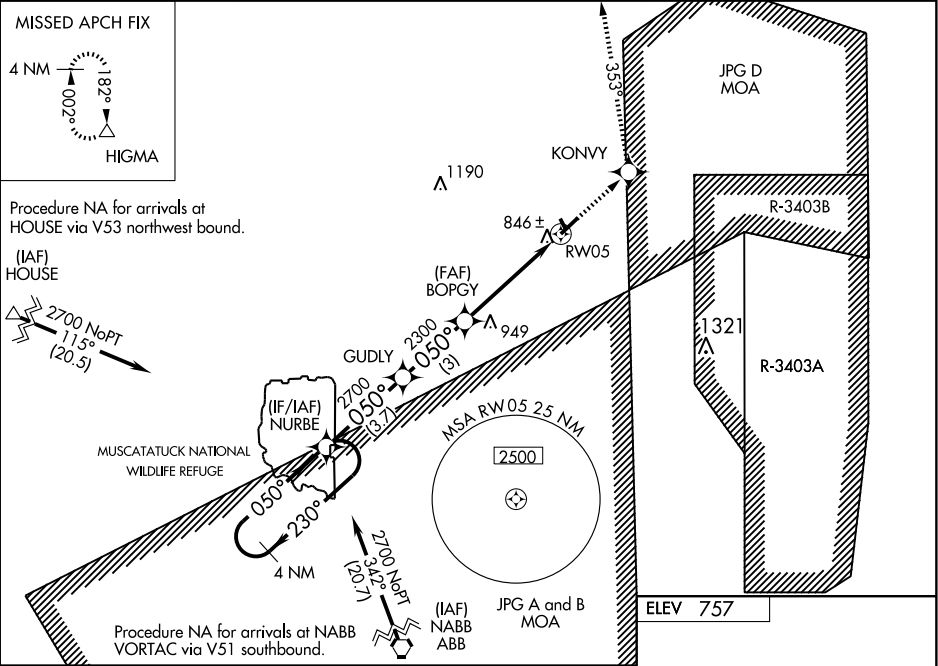 MISSED APCH FIX
4 NM
182°
002°
HIGMA
Procedure NA for arrivals at
HOUSE via V53 northwest bound.
(IAF)
HOUSE
2700 NoPT
115°
(20.5)
1190
KONVY
353°
JPG D
MOA
R-3403B
846 ±
RW05
(FAF)
BOPGY
949
2300
050°
(3)
GUDLY
2700
050°
(3.7)
1321
R-3403A
(IF/IAF)
NURBE
MUSCATATUCK NATIONAL
WILDLIFE REFUGE
050°
230°
4 NM
MSA RW05 25 NM
2500
2700 NoPT
342°
(20.7)
(IAF)
NABB
ABB
JPG A and B
MOA
Procedure NA for arrivals at NABB
VORTAC via V51 southbound.
ELEV 757